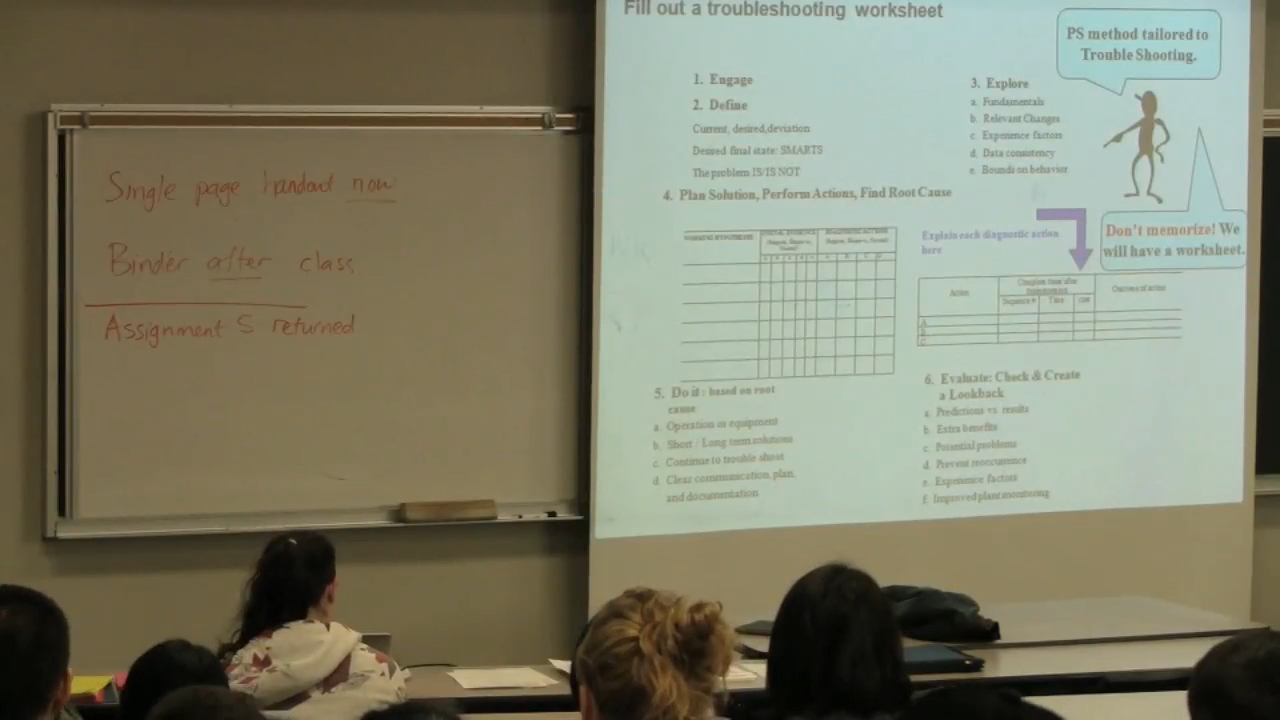 Single page handout now
Binder after class
Assignment 5 returned
Fill out a troubleshooting worksheet
PS method tailored to
Trouble Shooting.
1. Engage
2. Define
Current, desired,deviation
Desired final state: SMARTS
The problem IS/IS NOT
3. Explore
a. Fundamentals
b. Relevant Changes
c. Experience factors
d. Data consistency
e. Bounds on behavior
4. Plan Solution, Perform Actions, Find Root Cause
WORKING HYPOTHESES
Explain each diagnostic action
here
Don't memorize! We
will have a worksheet.
Action
Sequence #
Time
cost
Outcome of action
A
B
C
5. Do it : based on root
cause
a. Operation or equipment
b. Short / Long term solutions
c. Continue to trouble shoot
d. Clear communication, plan,
and documentation
6. Evaluate: Check & Create
a Lookback
a. Predictions vs. results
b. Extra benefits
c. Potential problems
d. Prevent reoccurrence
e. Experience factors
f. Improved plant monitoring